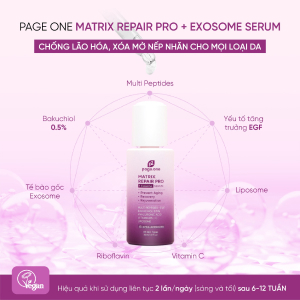 PAGE ONE MATRIX REPAIR PRO + EXOSOME SERUM
CHỐNG LÃO HÓA, XÓA MỜ NẾP NHĂN CHO MỌI LOẠI DA
Multi Peptides
Bakuchiol
0.5%
Yếu tố tăng
trưởng EGF
page one
MATRIX
REPAIR PRO
Tế bào gốc
Exosome
Liposome
Riboflavin
Vitamin C
Vegan
Hiệu quả khi sử dụng liên tục 2 lần/ngày (sáng và tối) sau 6-12 TUẦN